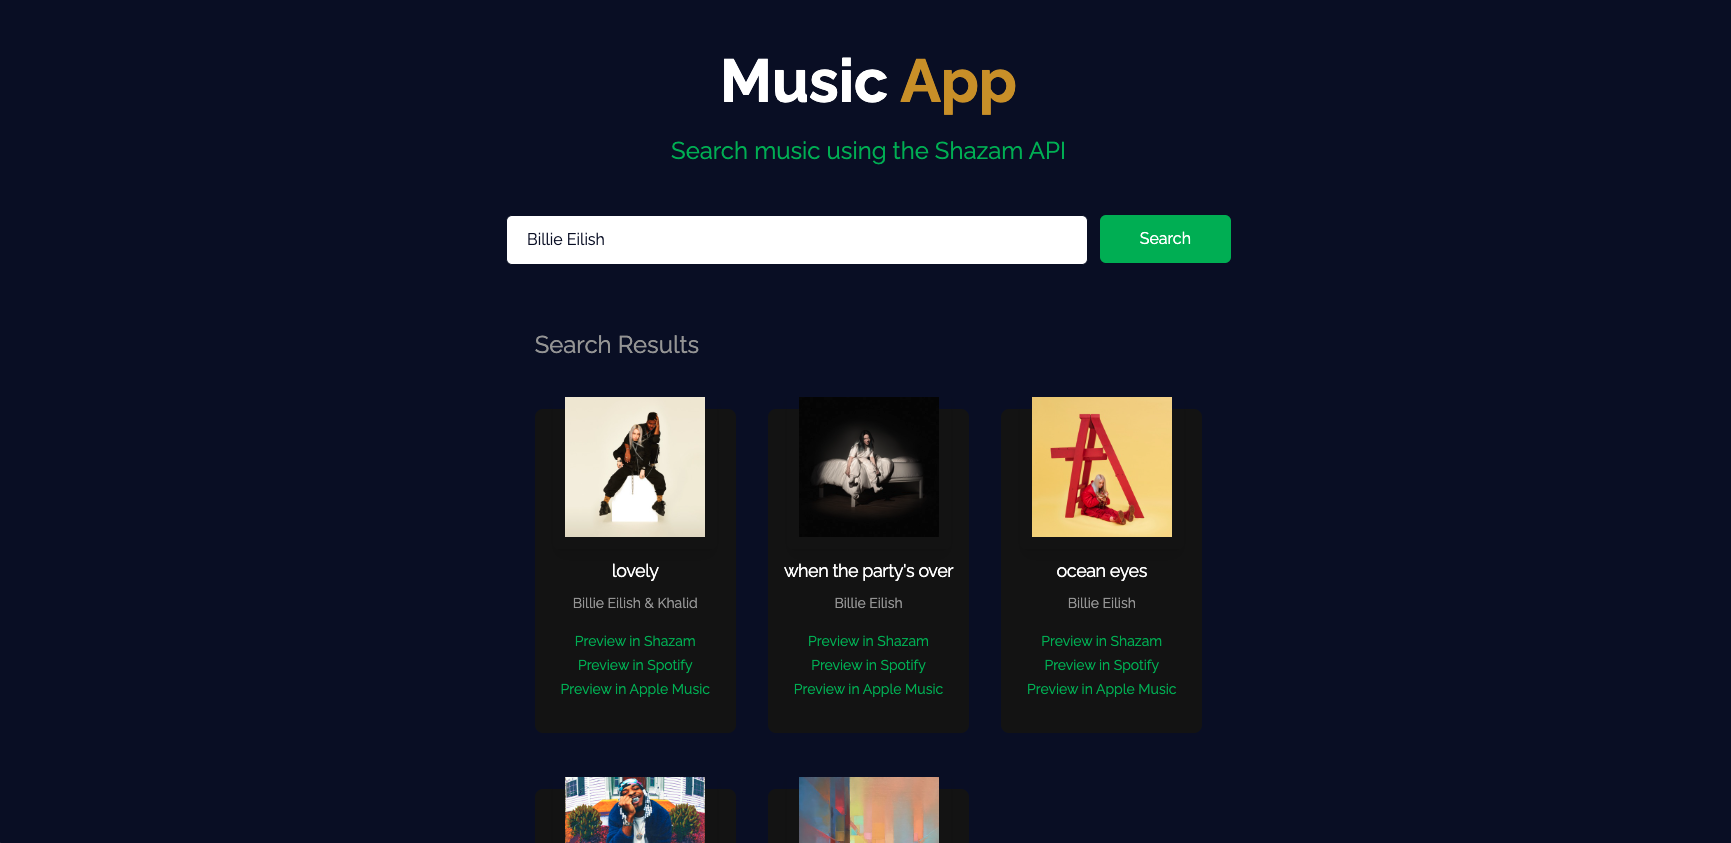 Music App
Search music using the Shazam API
Billie Eilish
Search
Search Results
lovely
Billie Eilish & Khalid
Preview in Shazam
Preview in Spotify
Preview in Apple Music
when the party's over
Billie Eilish
Preview in Shazam
Preview in Spotify
Preview in Apple Music
ocean eyes
Billie Eilish
Preview in Shazam
Preview in Spotify
Preview in Apple Music